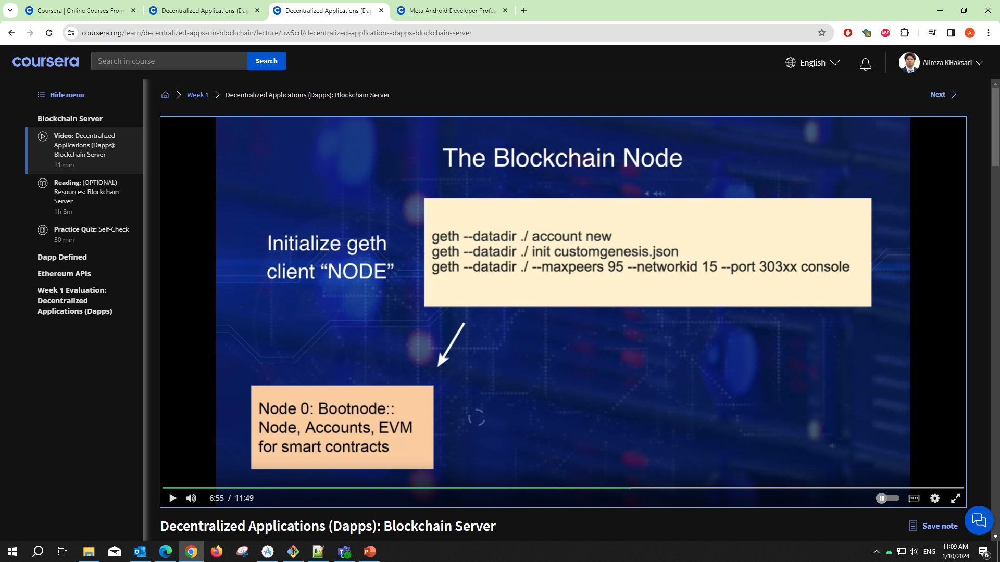 Coursera | Online Courses From
Decentralized Applications (Da
Decentralized Applications (Da
Meta Android Developer Profes
coursera.org/learn/decentralized-apps-on-blockchain/lecture/uw5cd/decentralized-applications-dapps-blockchain-server
ABP
A
coursera
Search in course
Search
English
Alireza KHaksari
Hide menu
Week 1
Decentralized Applications (Dapps): Blockchain Server
Next
Blockchain Server
Video: Decentralized
Applications (Dapps):
Blockchain Server
11 min
Reading: (OPTIONAL)
Resources: Blockchain
Server
1h 3m
Practice Quiz: Self-Check
30 min
Dapp Defined
Ethereum APIs
Week 1 Evaluation:
Decentralized
Applications (Dapps)
The Blockchain Node
Initialize geth
client “NODE”
geth --datadir ./ account new
geth --datadir ./ init customgenesis.json
geth --datadir ./ --maxpeers 95 --networkid 15 --port 303xx console
Node 0: Bootnode::
Node, Accounts, EVM
for smart contracts
6:55 / 11:49
Decentralized Applications (Dapps): Blockchain Server
Save note
ENG
11:09 AM
1/10/2024
6